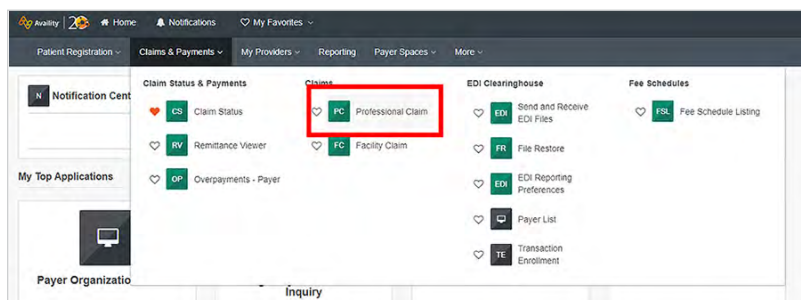 Availity 20 Home Notifications My Favorites
Patient Registration Claims & Payments My Providers Reporting Payer Spaces More
Claim Status & Payments
CS Claim Status
RV Remittance Viewer
OP Overpayments - Payer
Claims
PC Professional Claim
FC Facility Claim
EDI Clearinghouse
EDI Send and Receive
EDI Files
FR File Restore
EDI EDI Reporting
Preferences
Payer List
TE Transaction
Enrollment
Fee Schedules
FSL Fee Schedule Listing
N Notification Cent
My Top Applications
Payer Organizatio
Inquiry